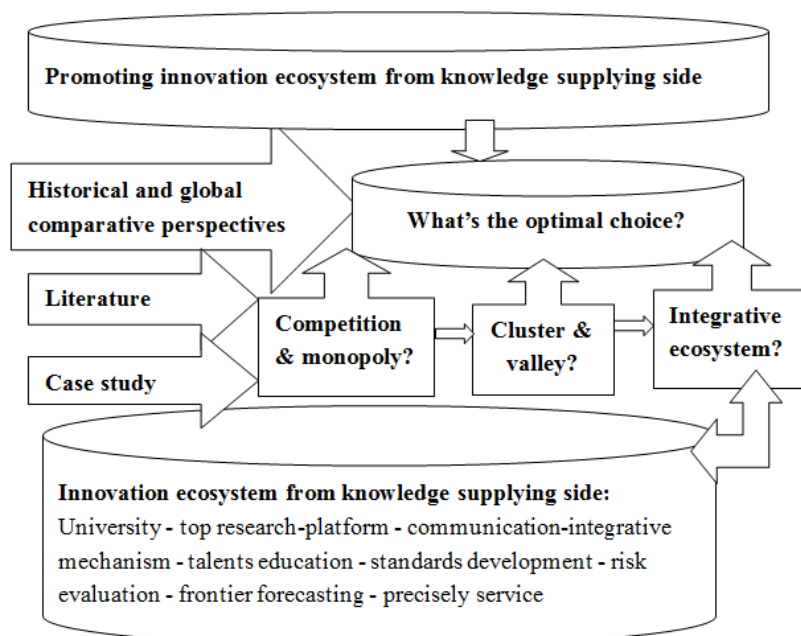 Promoting innovation ecosystem from knowledge supplying side
Historical and global
comparative perspectives
What's the optimal choice?
Literature
Case study
Competition
& monopoly?
Cluster &
valley?
Integrative
ecosystem?
Innovation ecosystem from knowledge supplying side:
University - top research-platform - communication-integrative
mechanism - talents education - standards development - risk
evaluation - frontier forecasting - precisely service